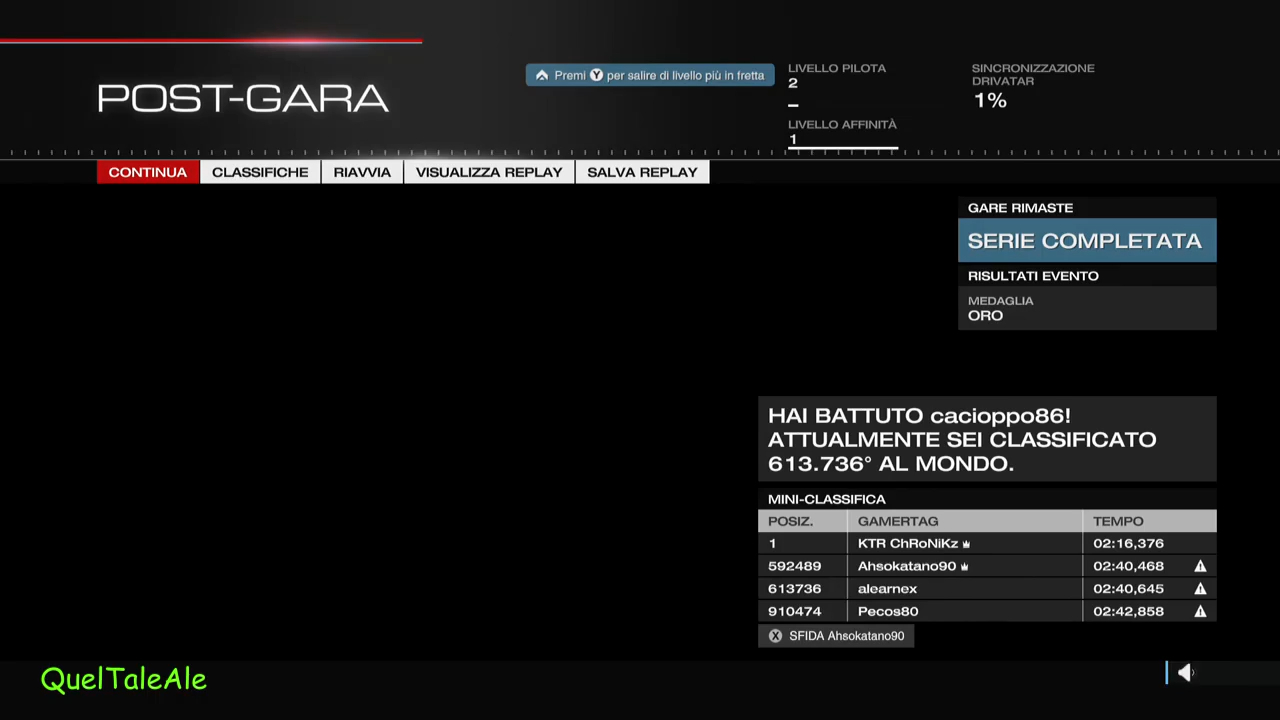 POST-GARA
Premi Y per salire di livello più in fretta
LIVELLO PILOTA
2
LIVELLO AFFINITÀ
1
SINCRONIZZAZIONE
DRIVATAR
1%
CONTINUA CLASSIFICHE RIAVVIA VISUALIZZA REPLAY SALVA REPLAY
GARE RIMASTE
SERIE COMPLETATA
RISULTATI EVENTO
MEDAGLIA
ORO
HAI BATTUTO cacioppo86!
ATTUALMENTE SEI CLASSIFICATO
613.736° AL MONDO.
MINI-CLASSIFICA
POSIZ. GAMERTAG TEMPO
1 KTR ChRoNiKz 02:16,376
592489 Ahsokatano90 02:40,468
613736 alearnex 02:40,645
910474 Pecos80 02:42,858
X SFIDA Ahsokatano90
QuelTaleAle